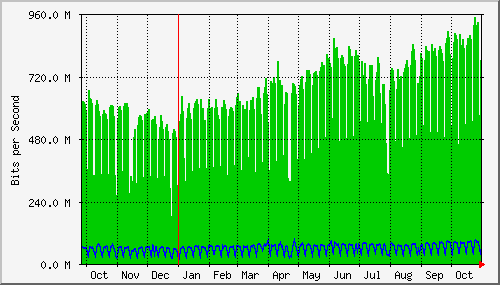 960.0 M
720.0 M
480.0 M
240.0 M
0.0 M
Bits per Second
Oct Nov Dec Jan Feb Mar Apr May Jun Jul Aug Sep Oct